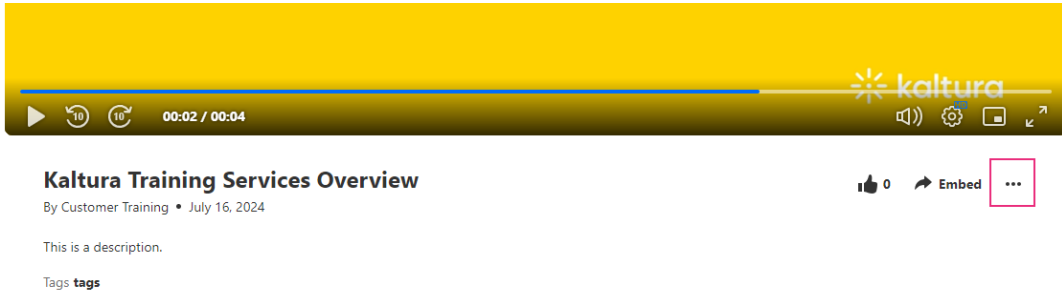 kaltura
10 10 00:02 / 00:04 HD
Kaltura Training Services Overview
0 Embed ...
By Customer Training • July 16, 2024
This is a description.
Tags tags